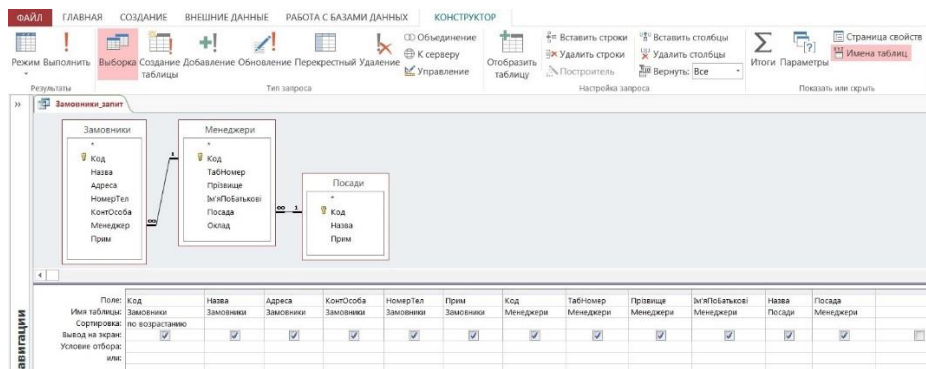 ФАЙЛ ГЛАВНАЯ СОЗДАНИЕ ВНЕШНИЕ ДАННЫЕ РАБОТА С БАЗАМИ ДАННЫХ КОНСТРУКТОР
Режим Выполнить Выборка Создание таблицы Добавление Обновление Перекрестный Удаление
Объединение
К серверу
Управление
Отобразить таблицу
Вставить строки
Удалить строки
Построитель
Вставить столбцы
Удалить столбцы
Вернуть: Все
Итоги Параметры
Страница свойств
Имена таблиц
Результаты Тип запроса Настройка запроса Показать или скрыть
» Замовники_запит
Замовники
*
Код
Назва
Адреса
НомерТел
КонтОсоба
Менеджер
Прим
1
∞
Менеджери
*
Код
ТабНомер
Прізвище
Ім'яПоБатькові
Посада
Оклад
∞ 1
Посади
*
Код
Назва
Прим
Поле: Код Назва Адреса КонтОсоба НомерТел Прим Код ТабНомер Прізвище Ім'яПоБатькові Назва Посада
Имя таблицы: Замовники Замовники Замовники Замовники Замовники Замовники Менеджери Менеджери Менеджери Менеджери Посади Менеджери
Сортировка: по возрастанию
Вывод на экран:
Условие отбора:
или:
авигации